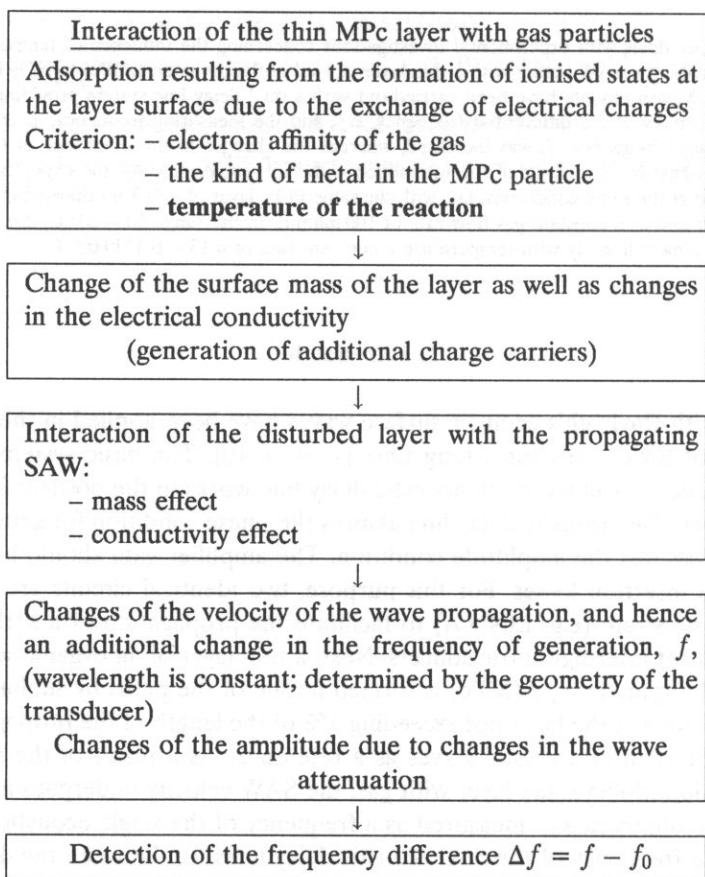 Interaction of the thin MPc layer with gas particles
Adsorption resulting from the formation of ionised states at
the layer surface due to the exchange of electrical charges
Criterion: – electron affinity of the gas
– the kind of metal in the MPc particle
– temperature of the reaction
↓
Change of the surface mass of the layer as well as changes
in the electrical conductivity
(generation of additional charge carriers)
↓
Interaction of the disturbed layer with the propagating
SAW:
– mass effect
– conductivity effect
↓
Changes of the velocity of the wave propagation, and hence
an additional change in the frequency of generation, f,
(wavelength is constant; determined by the geometry of the
transducer)
Changes of the amplitude due to changes in the wave
attenuation
↓
Detection of the frequency difference Δf = f − f₀